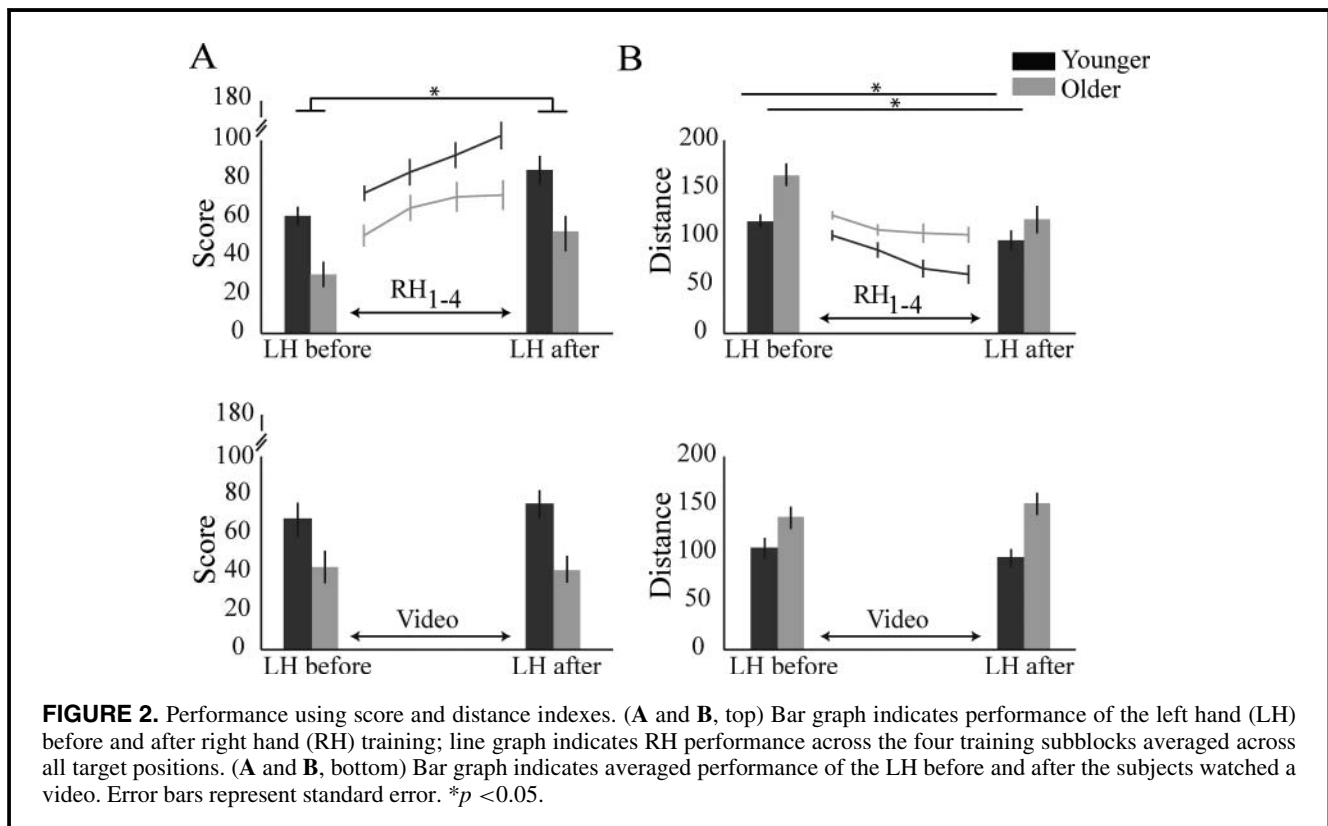 A
B
Younger
Older
*
*
*
180
100
80
60
40
20
0
Score
RH1-4
LH before
LH after
200
150
100
50
0
Distance
RH1-4
LH before
LH after
180
100
80
60
40
20
0
Score
Video
LH before
LH after
200
150
100
50
0
Distance
Video
LH before
LH after
FIGURE 2. Performance using score and distance indexes. (A and B, top) Bar graph indicates performance of the left hand (LH)
before and after right hand (RH) training; line graph indicates RH performance across the four training subblocks averaged across
all target positions. (A and B, bottom) Bar graph indicates averaged performance of the LH before and after the subjects watched a
video. Error bars represent standard error. *p <0.05.